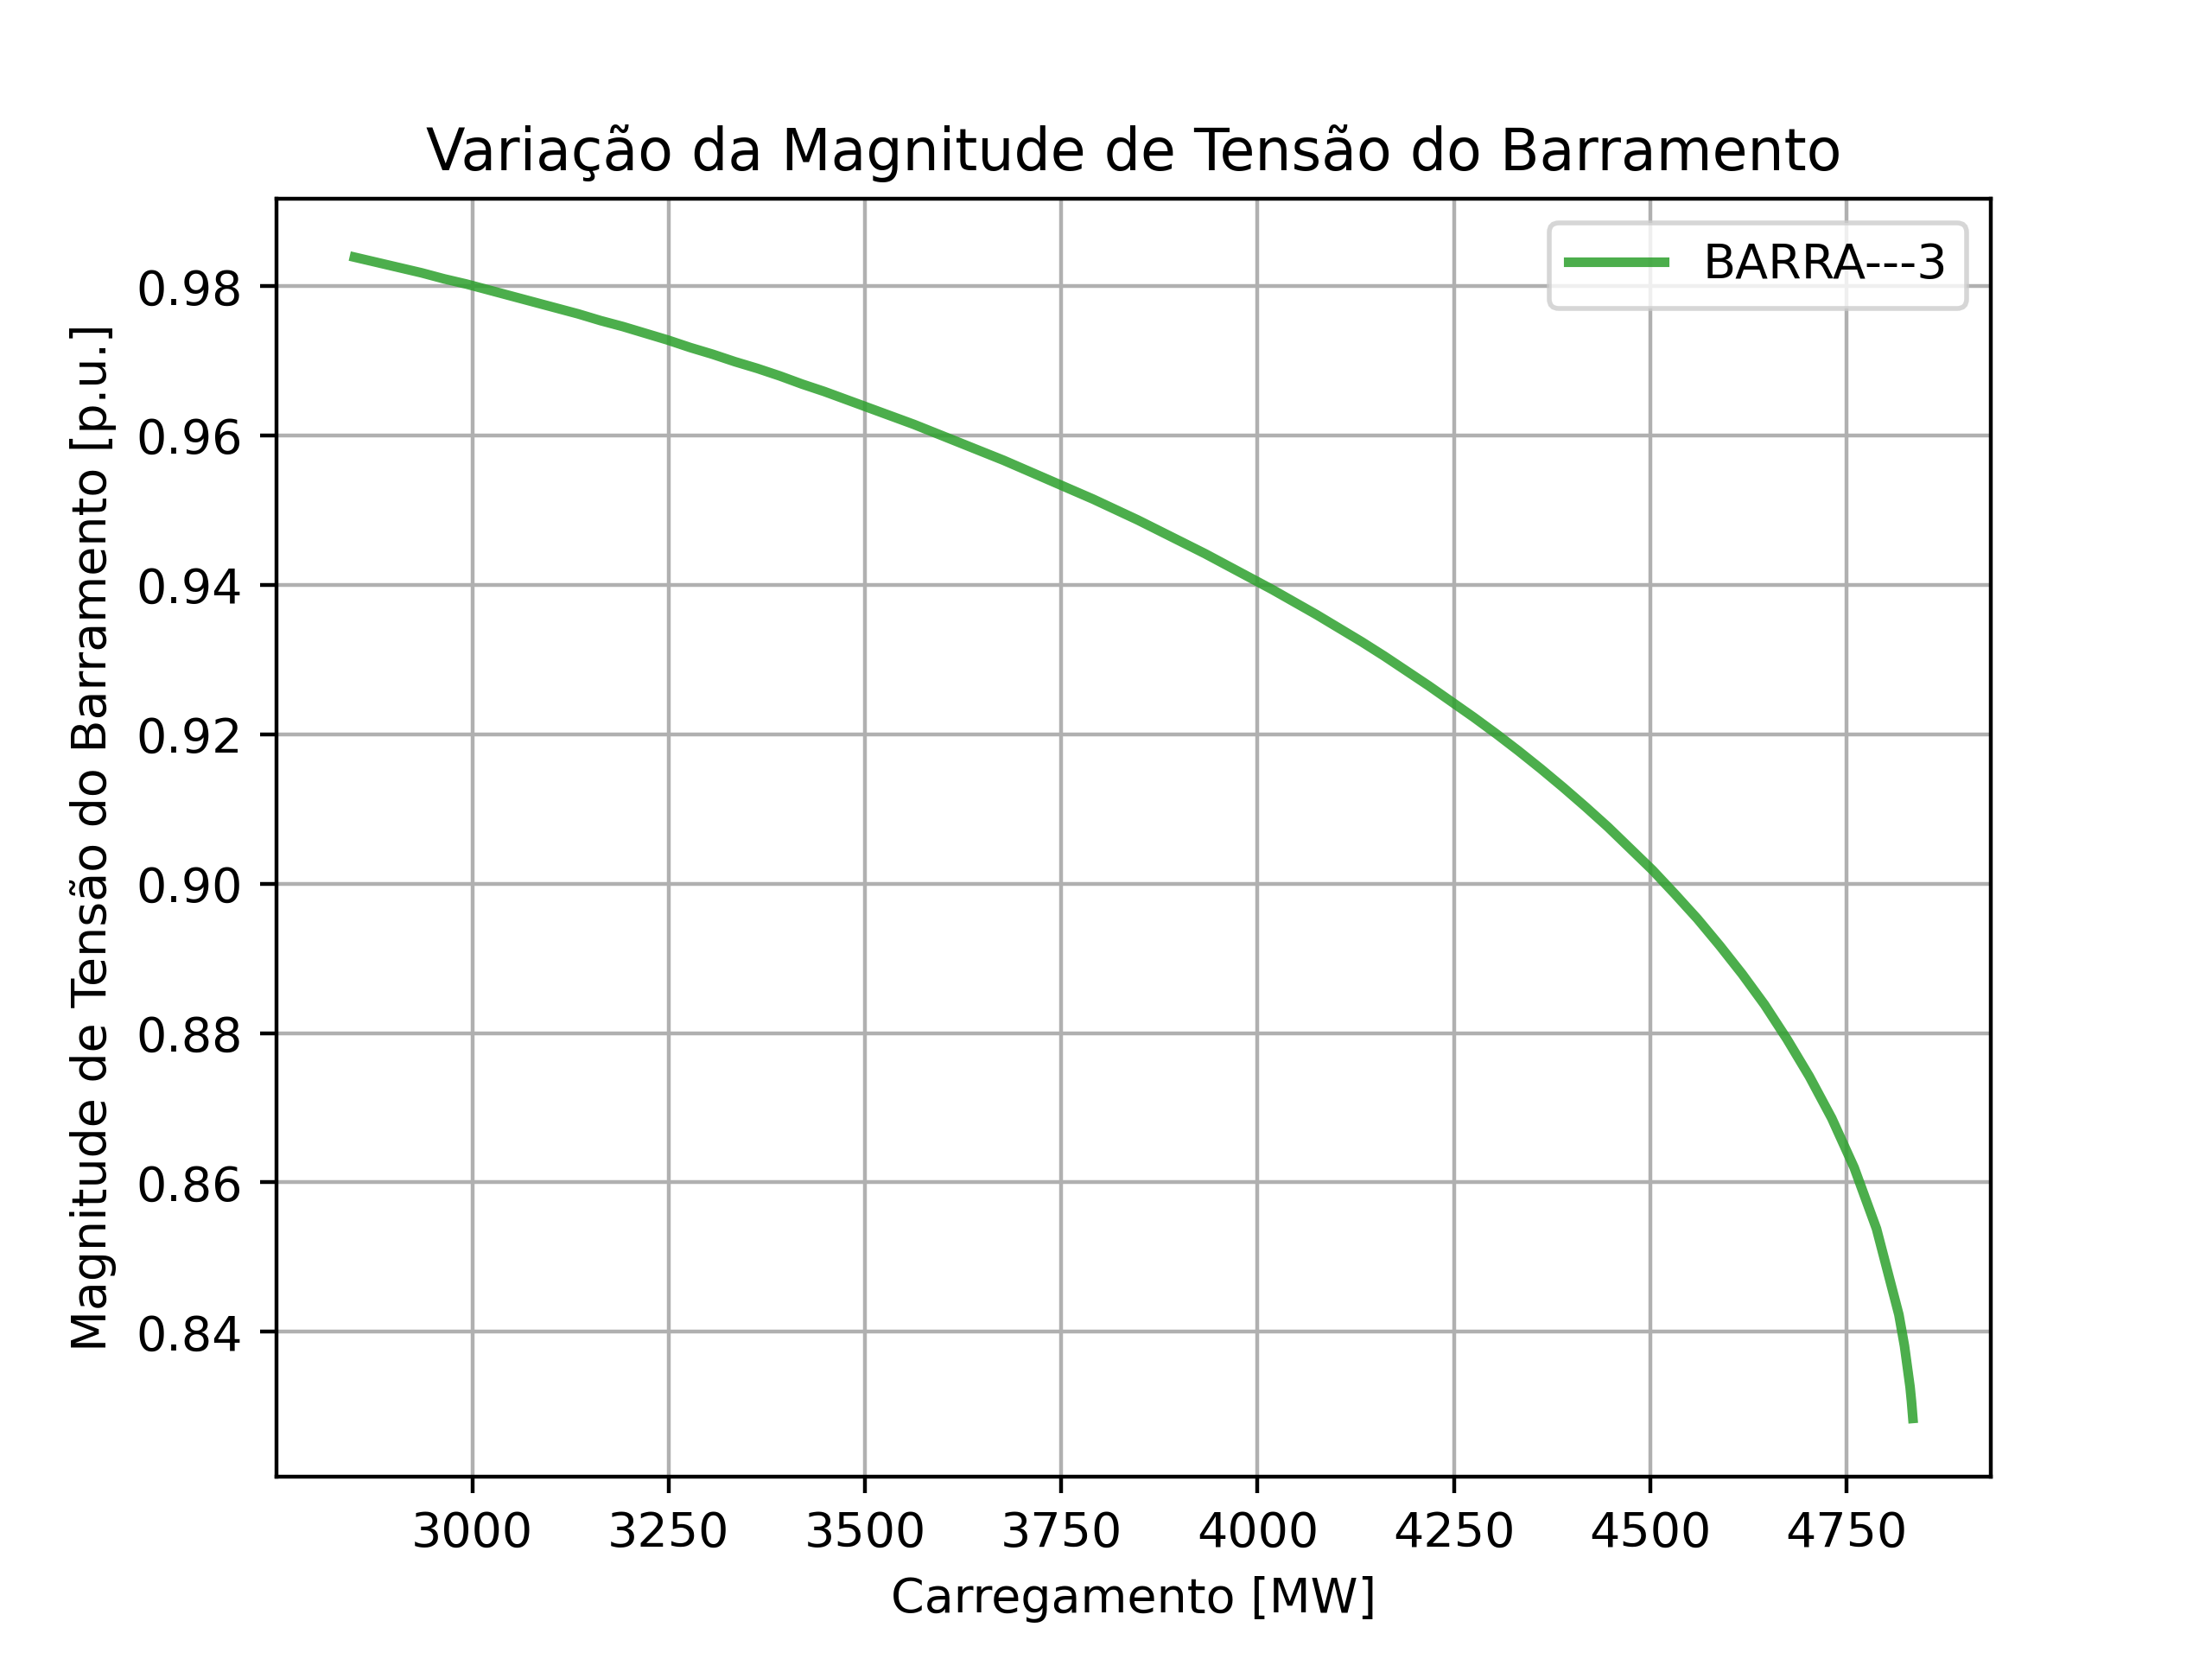 Variação da Magnitude de Tensão do Barramento
BARRA---3
Magnitude de Tensão do Barramento [p.u.]
0.98
0.96
0.94
0.92
0.90
0.88
0.86
0.84
3000 3250 3500 3750 4000 4250 4500 4750
Carregamento [MW]